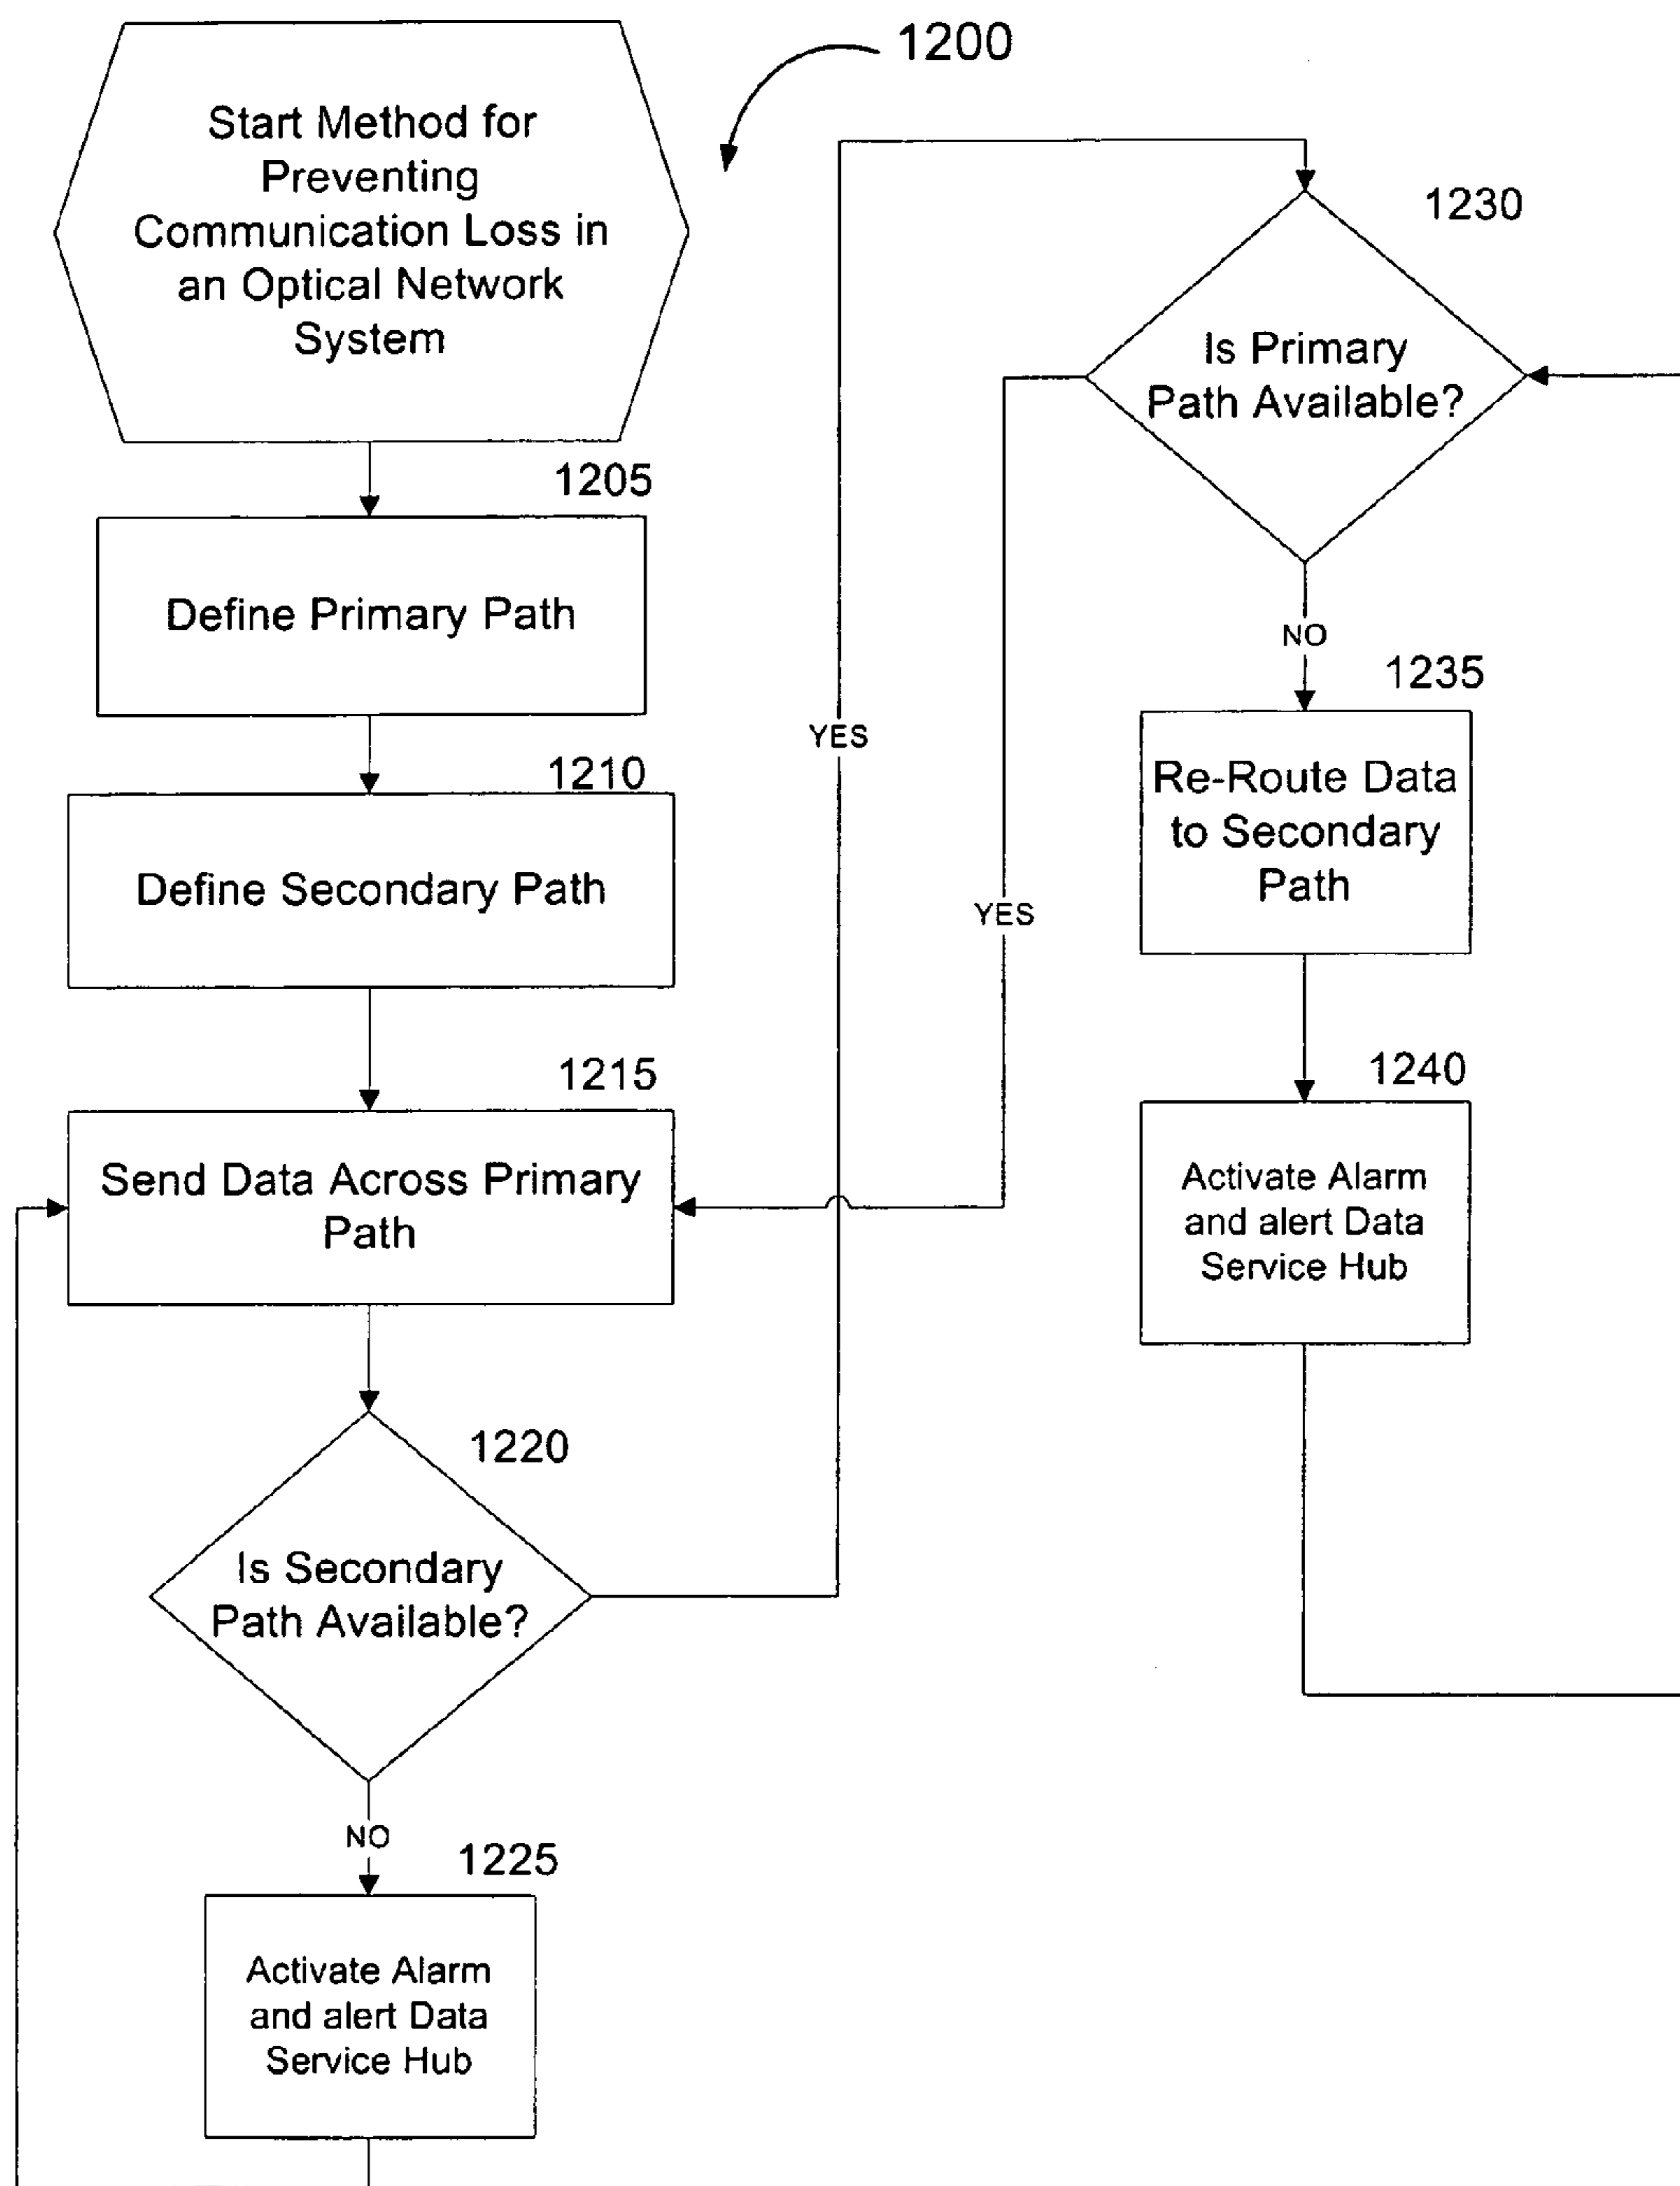 1200
Start Method for
Preventing
Communication Loss in
an Optical Network
System
1205
Define Primary Path
1210
Define Secondary Path
1215
Send Data Across Primary
Path
1220
Is Secondary
Path Available?
YES
NO
1225
Activate Alarm
and alert Data
Service Hub
1230
Is Primary
Path Available?
YES
NO
1235
Re-Route Data
to Secondary
Path
1240
Activate Alarm
and alert Data
Service Hub